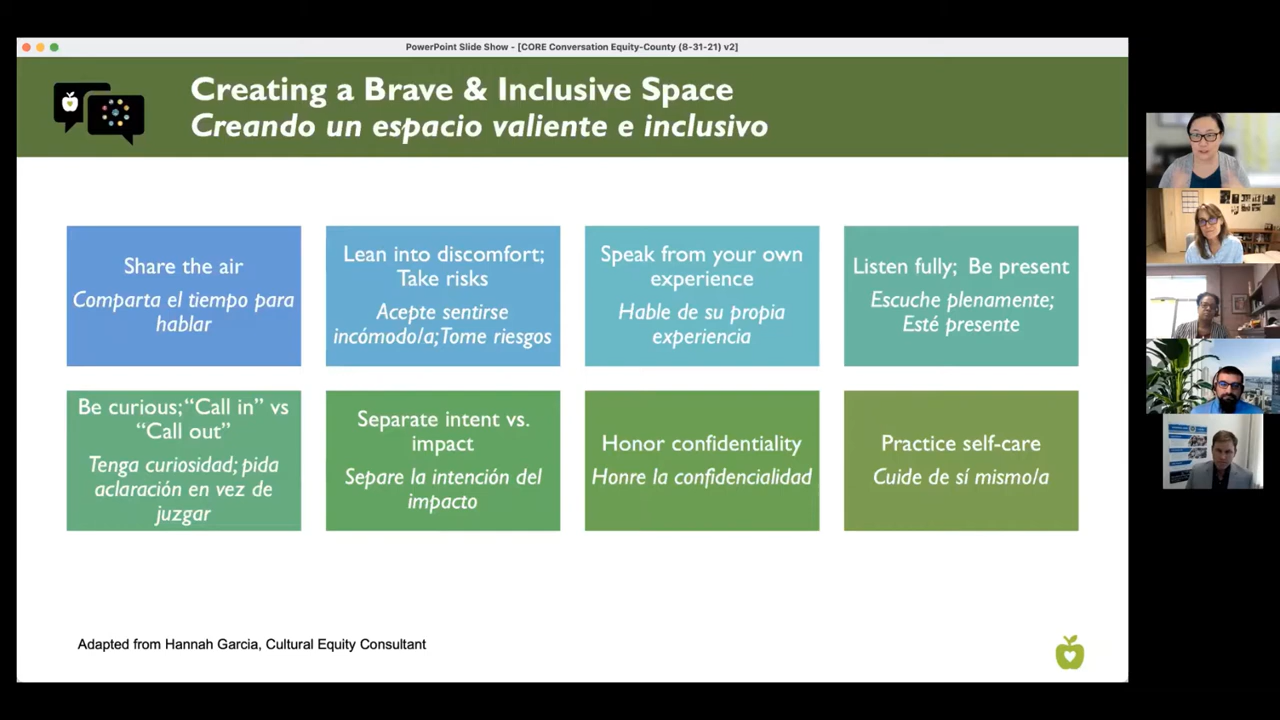 PowerPoint Slide Show - [CORE Conversation Equity-County (8-31-21) v2]
Creating a Brave & Inclusive Space
Creando un espacio valiente e inclusivo
Share the air
Comparta el tiempo para
hablar
Lean into discomfort;
Take risks
Acepte sentirse
incómodo/a;Tome riesgos
Speak from your own
experience
Hable de su propia
experiencia
Listen fully;  Be present
Escuche plenamente;
Esté presente
Be curious;“Call in” vs
“Call out”
Tenga curiosidad; pida
aclaración en vez de
juzgar
Separate intent vs.
impact
Separe la intención del
impacto
Honor confidentiality
Honre la confidencialidad
Practice self-care
Cuide de sí mismo/a
Adapted from Hannah Garcia, Cultural Equity Consultant